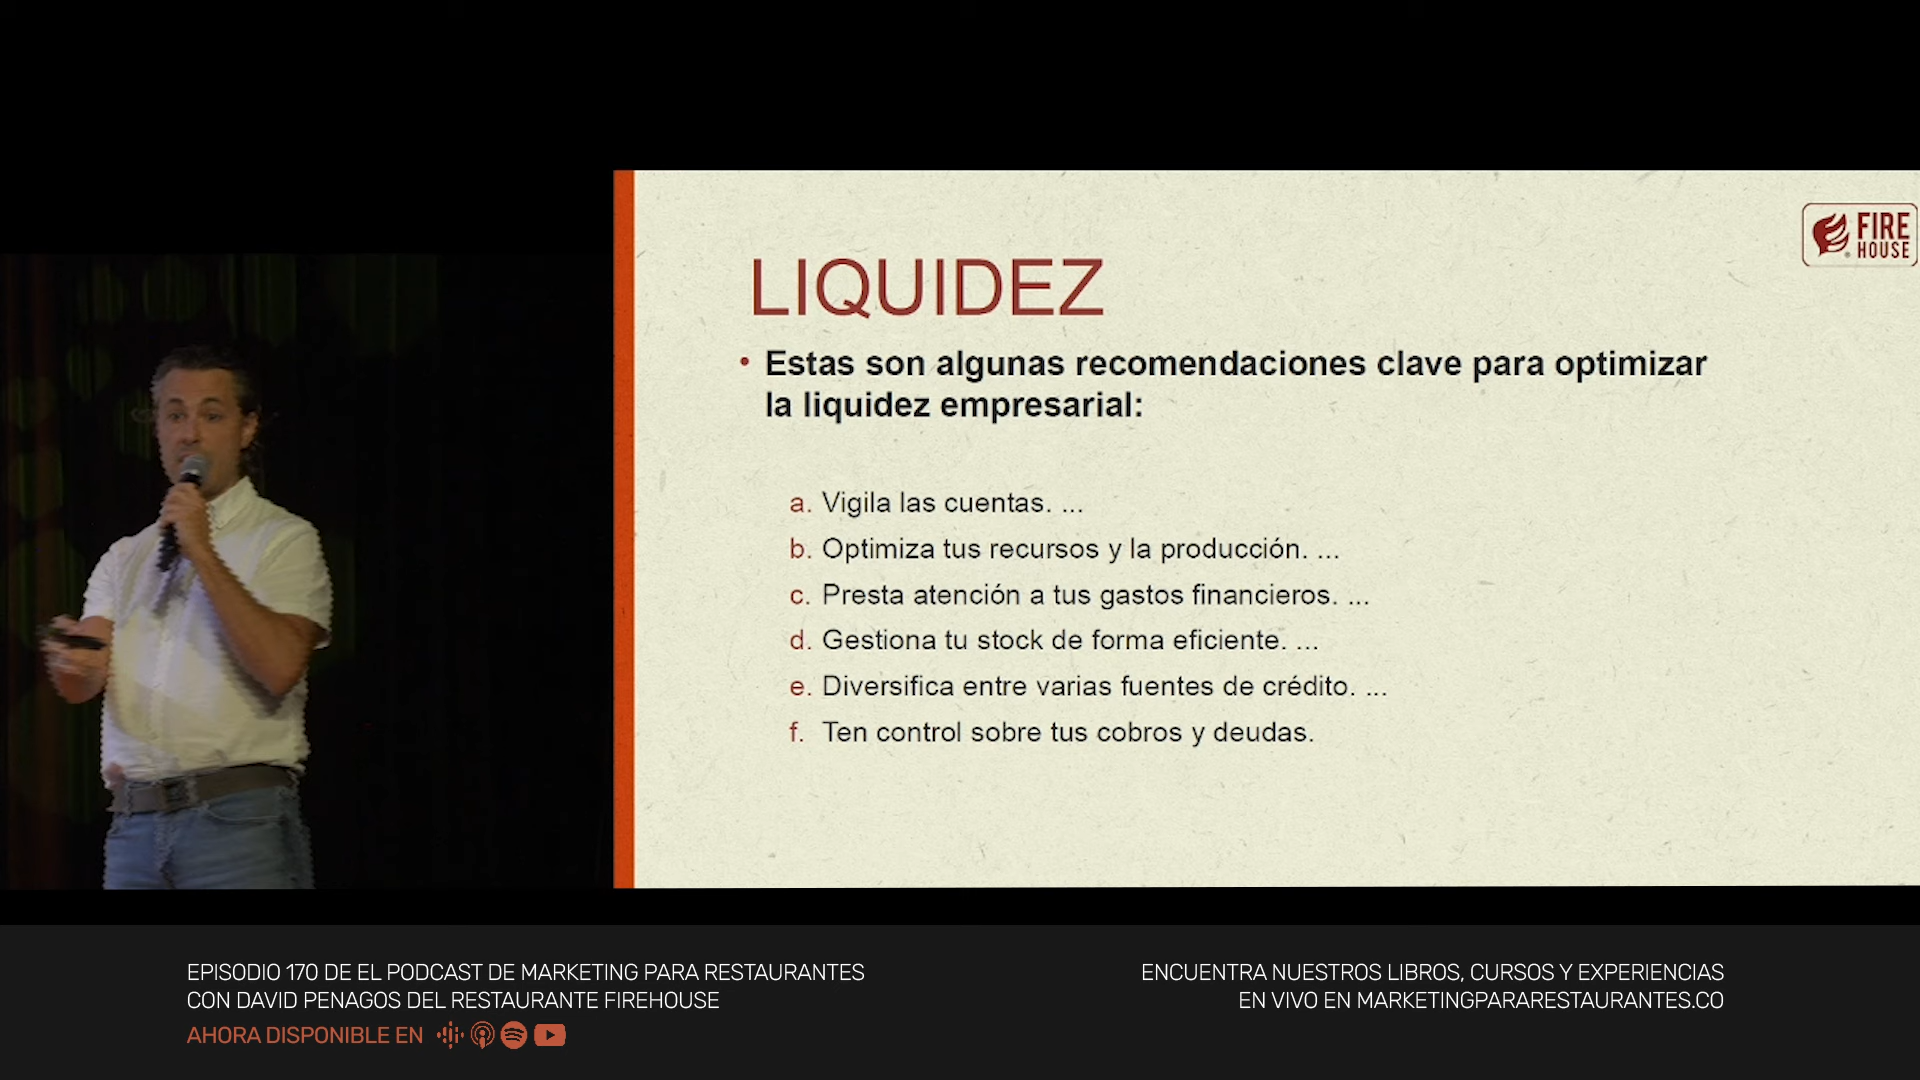 FIRE
HOUSE
LIQUIDEZ
• Estas son algunas recomendaciones clave para optimizar
la liquidez empresarial:
a. Vigila las cuentas. ...
b. Optimiza tus recursos y la producción. ...
c. Presta atención a tus gastos financieros. ...
d. Gestiona tu stock de forma eficiente. ...
e. Diversifica entre varias fuentes de crédito. ...
f. Ten control sobre tus cobros y deudas.
EPISODIO 170 DE EL PODCAST DE MARKETING PARA RESTAURANTES
CON DAVID PENAGOS DEL RESTAURANTE FIREHOUSE
AHORA DISPONIBLE EN
ENCUENTRA NUESTROS LIBROS, CURSOS Y EXPERIENCIAS
EN VIVO EN MARKETINGPARARESTAURANTES.CO